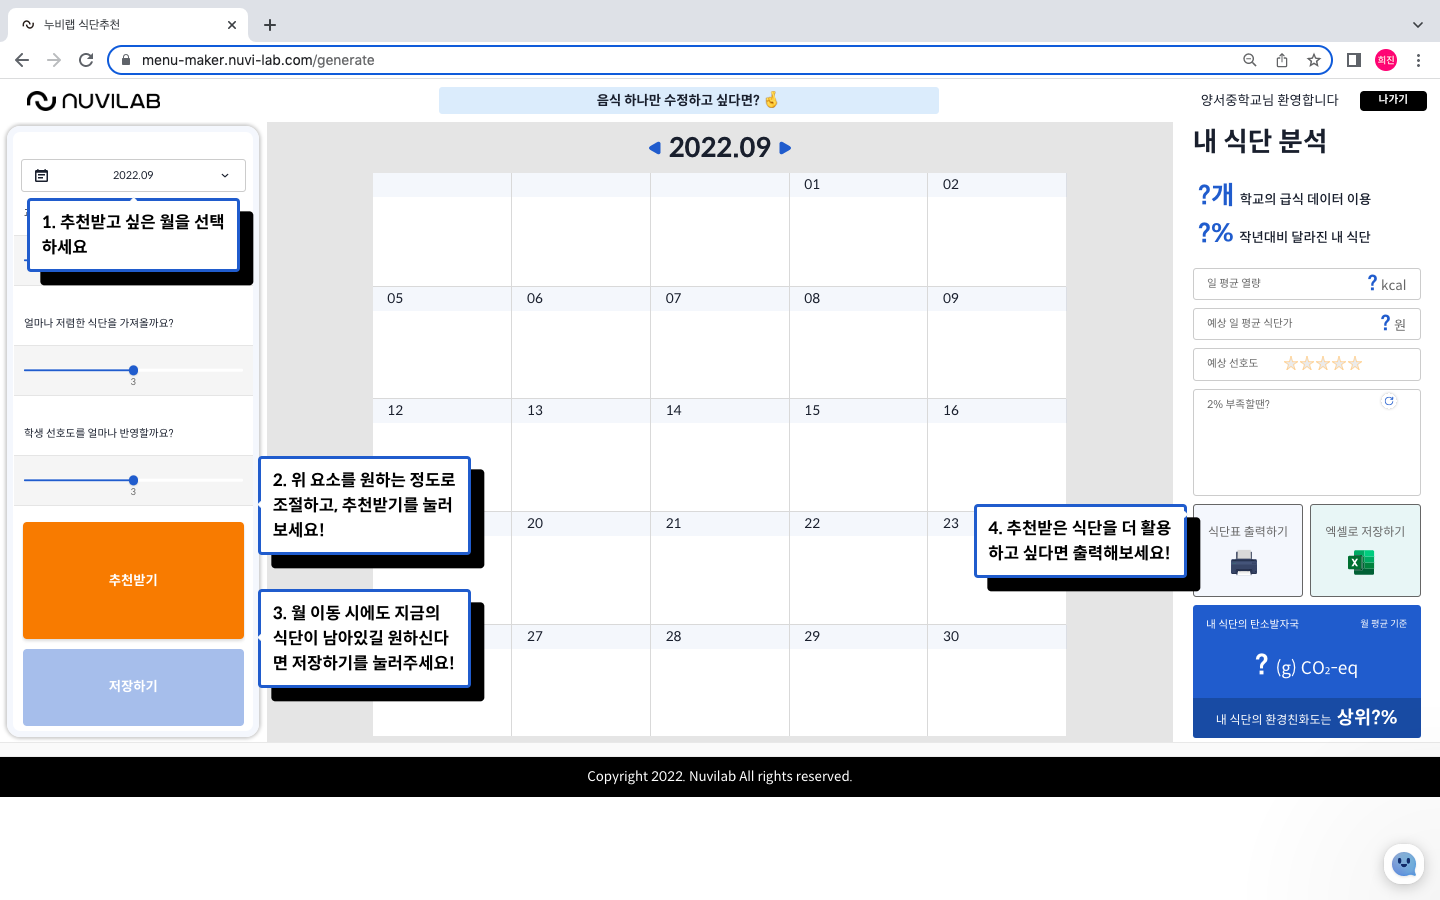 누비랩 식단추천
menu-maker.nuvi-lab.com/generate
희진
NUVILAB
음식 하나만 수정하고 싶다면? 🤞
양서중학교님 환영합니다
나가기
2022.09
1. 추천받고 싶은 월을 선택
하세요
얼마나 저렴한 식단을 가져올까요?
3
학생 선호도를 얼마나 반영할까요?
3
2. 위 요소를 원하는 정도로
조절하고, 추천받기를 눌러
보세요!
추천받기
3. 월 이동 시에도 지금의
식단이 남아있길 원하신다
면 저장하기를 눌러주세요!
저장하기
2022.09
01 02
05 06 07 08 09
12 13 14 15 16
20 21 22 23
27 28 29 30
4. 추천받은 식단을 더 활용
하고 싶다면 출력해보세요!
내 식단 분석
?개 학교의 급식 데이터 이용
?% 작년대비 달라진 내 식단
일 평균 열량 ? kcal
예상 일 평균 식단가 ? 원
예상 선호도
2% 부족할땐?
식단표 출력하기
엑셀로 저장하기
내 식단의 탄소발자국 월 평균 기준
? (g) CO₂-eq
내 식단의 환경친화도는 상위?%
Copyright 2022. Nuvilab All rights reserved.